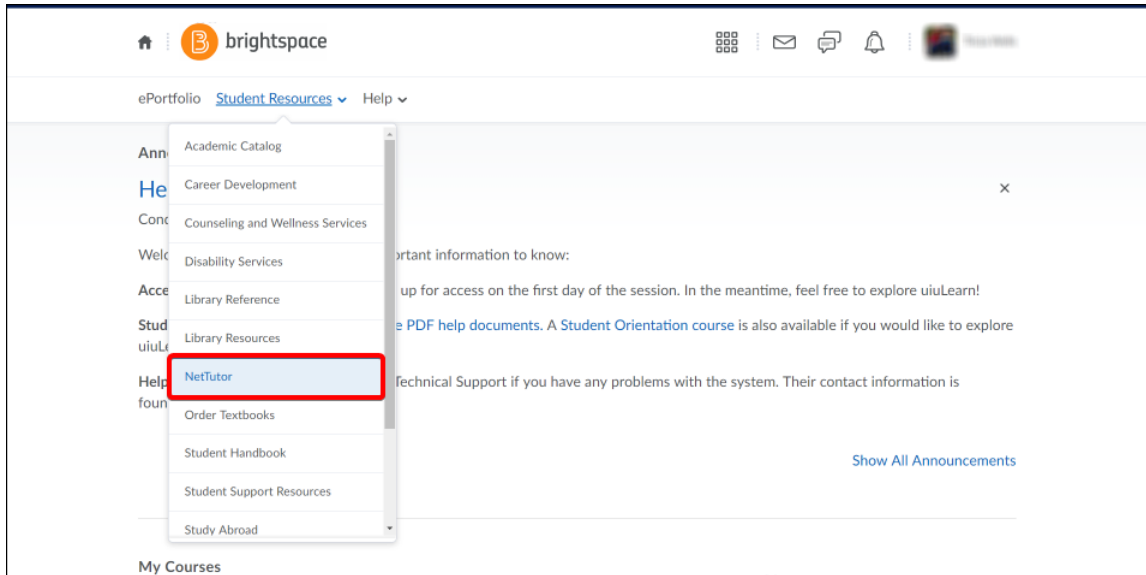 brightspace
ePortfolio Student Resources Help
Ann
Academic Catalog
He
Career Development
Conc
Counseling and Wellness Services
Welc
ortant information to know:
Disability Services
Acce
up for access on the first day of the session. In the meantime, feel free to explore uiuLearn!
Library Reference
Stud
e PDF help documents. A Student Orientation course is also available if you would like to explore
uiuLe
Library Resources
Help
NetTutor
Technical Support if you have any problems with the system. Their contact information is
foun
Order Textbooks
Student Handbook
Show All Announcements
Student Support Resources
Study Abroad
My Courses